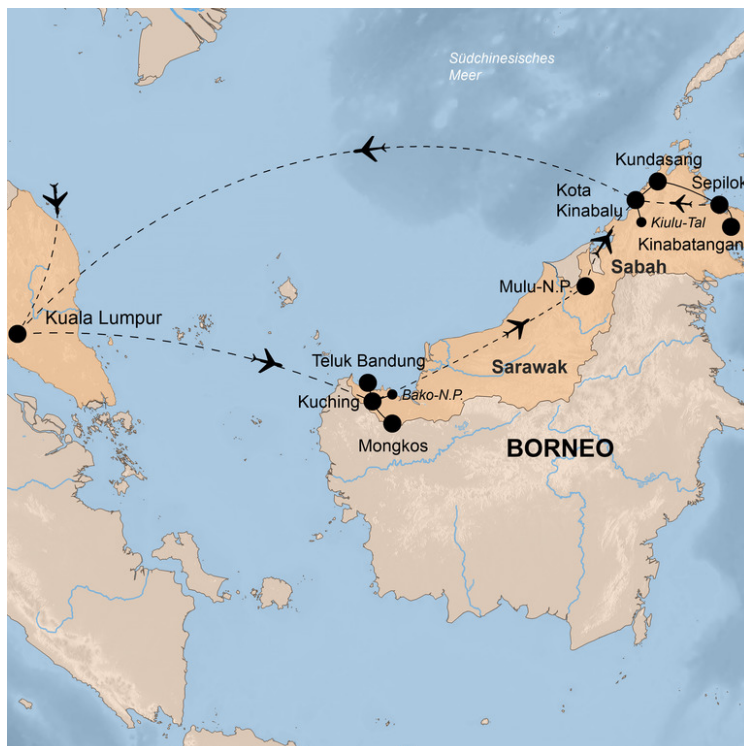 Südchinesisches
Meer
Kundasang
Sepilok
Kota
Kinabalu
Kiulu-Tal
Kinabatangan
Sabah
Mulu-N.P.
Kuala Lumpur
Teluk Bandung
Sarawak
Bako-N.P.
Kuching
Mongkos
BORNEO